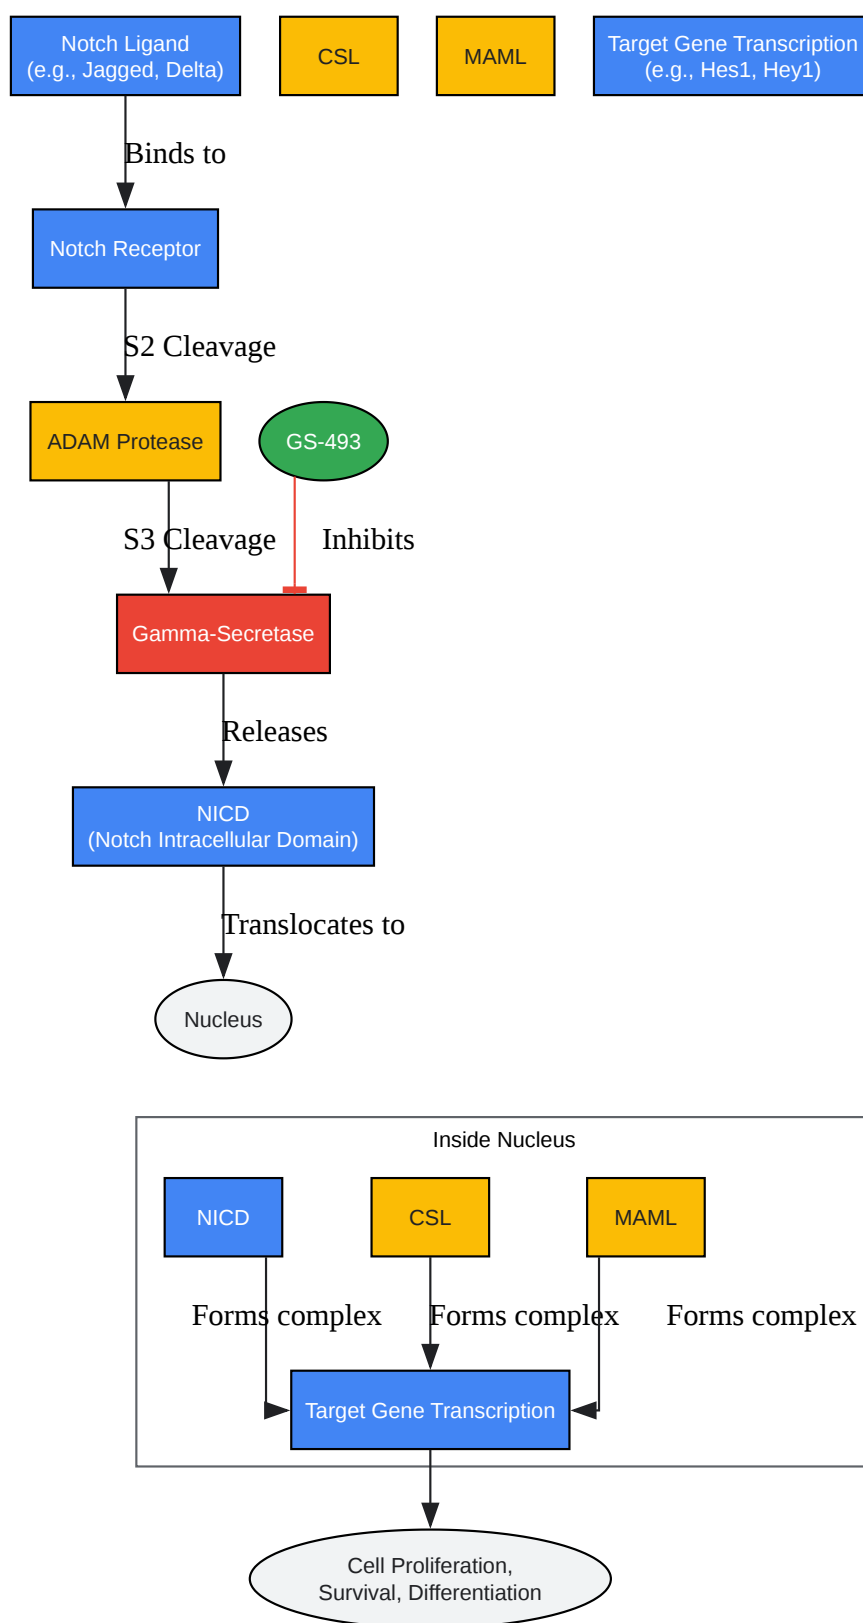 Notch Ligand
(e.g., Jagged, Delta)
CSL
MAML
Target Gene Transcription
(e.g., Hes1, Hey1)
Binds to
Notch Receptor
S2 Cleavage
ADAM Protease
GS-493
S3 Cleavage
Inhibits
Gamma-Secretase
Releases
NICD
(Notch Intracellular Domain)
Translocates to
Nucleus
Inside Nucleus
NICD
CSL
MAML
Forms complex
Forms complex
Forms complex
Target Gene Transcription
Cell Proliferation,
Survival, Differentiation